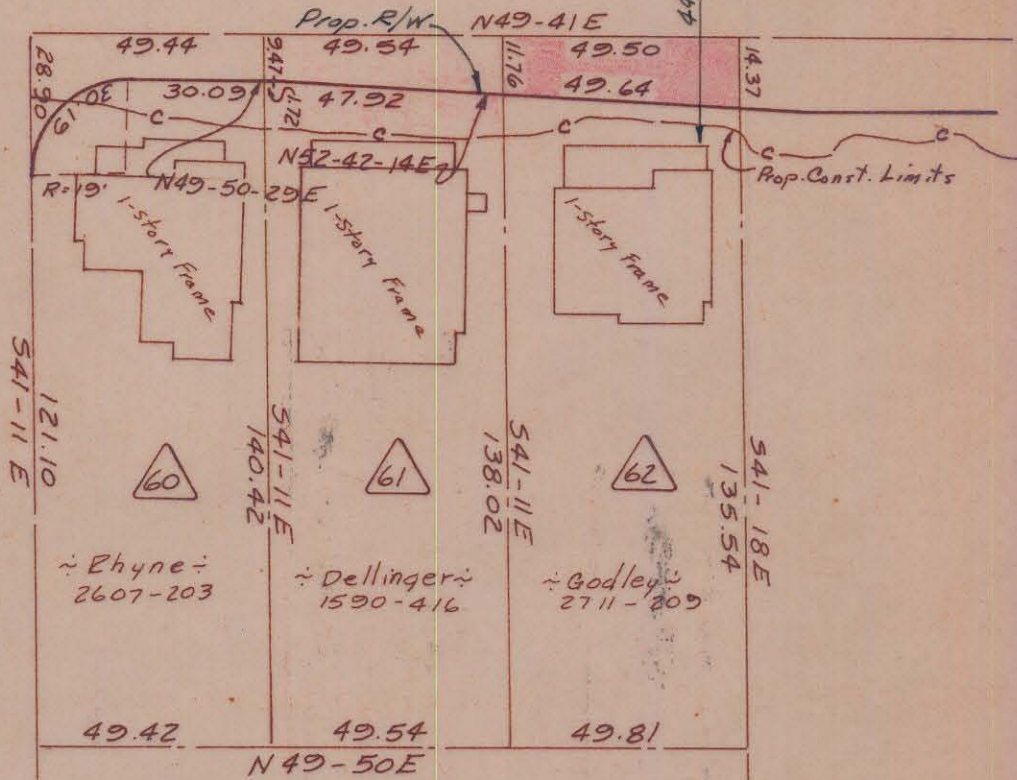 Prop. R/W
N49-41E
49.44
49.54
49.50
28.90
9.47
11.76
14.37
30.19
30.09
1.72
47.92
49.64
C
C
C
C
C
R=19'
N49-50-29E
N52-42-14E
Prop. Const. Limits
1-Story Frame
1-Story Frame
1-Story Frame
S41-11E
121.10
S41-11E
140.42
S41-11E
138.02
S41-18E
135.54
60
61
62
÷ Rhyne ÷
2607-203
÷ Dellinger ÷
1590-416
÷ Godley ÷
2711-209
49.42
49.54
49.81
N49-50E